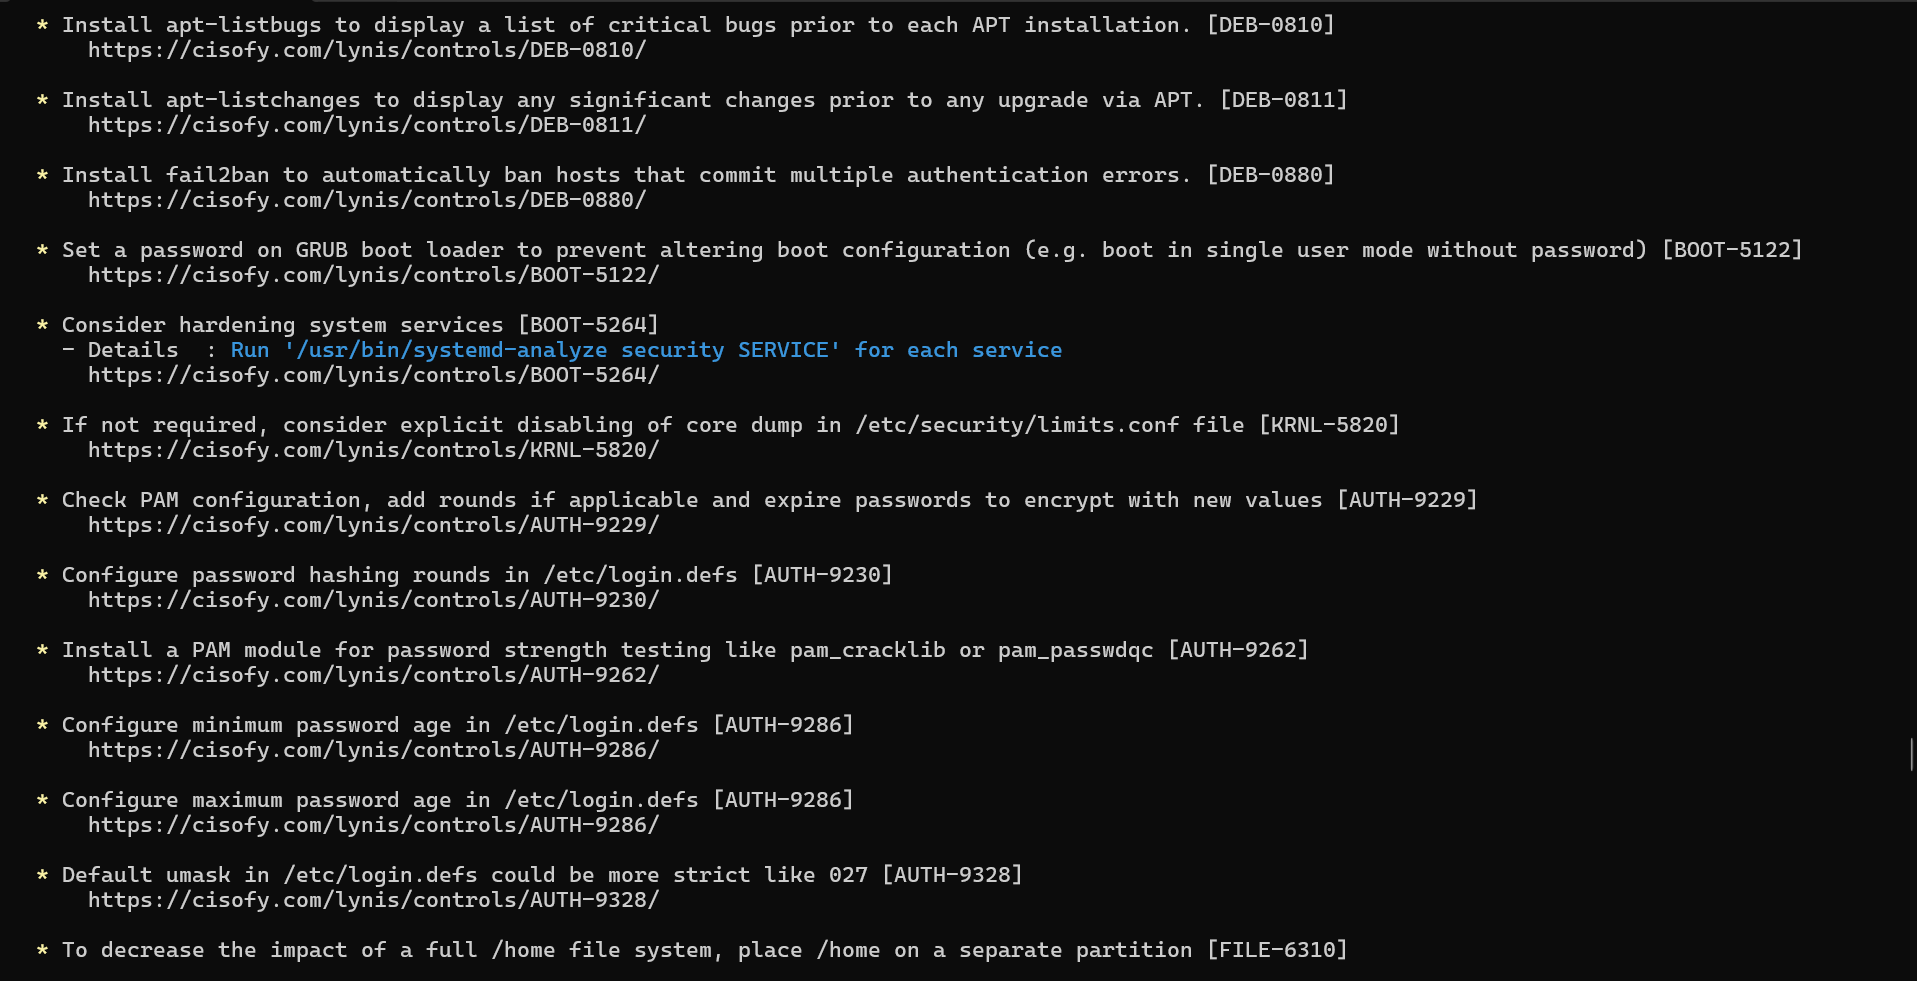 * Install apt-listbugs to display a list of critical bugs prior to each APT installation. [DEB-0810]
https://cisofy.com/lynis/controls/DEB-0810/
* Install apt-listchanges to display any significant changes prior to any upgrade via APT. [DEB-0811]
https://cisofy.com/lynis/controls/DEB-0811/
* Install fail2ban to automatically ban hosts that commit multiple authentication errors. [DEB-0880]
https://cisofy.com/lynis/controls/DEB-0880/
* Set a password on GRUB boot loader to prevent altering boot configuration (e.g. boot in single user mode without password) [BOOT-5122]
https://cisofy.com/lynis/controls/BOOT-5122/
* Consider hardening system services [BOOT-5264]
- Details  : Run '/usr/bin/systemd-analyze security SERVICE' for each service
https://cisofy.com/lynis/controls/BOOT-5264/
* If not required, consider explicit disabling of core dump in /etc/security/limits.conf file [KRNL-5820]
https://cisofy.com/lynis/controls/KRNL-5820/
* Check PAM configuration, add rounds if applicable and expire passwords to encrypt with new values [AUTH-9229]
https://cisofy.com/lynis/controls/AUTH-9229/
* Configure password hashing rounds in /etc/login.defs [AUTH-9230]
https://cisofy.com/lynis/controls/AUTH-9230/
* Install a PAM module for password strength testing like pam_cracklib or pam_passwdqc [AUTH-9262]
https://cisofy.com/lynis/controls/AUTH-9262/
* Configure minimum password age in /etc/login.defs [AUTH-9286]
https://cisofy.com/lynis/controls/AUTH-9286/
* Configure maximum password age in /etc/login.defs [AUTH-9286]
https://cisofy.com/lynis/controls/AUTH-9286/
* Default umask in /etc/login.defs could be more strict like 027 [AUTH-9328]
https://cisofy.com/lynis/controls/AUTH-9328/
* To decrease the impact of a full /home file system, place /home on a separate partition [FILE-6310]